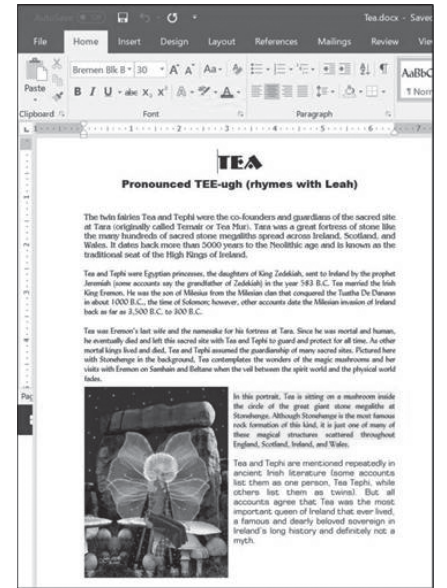 Tea.docx - Saved
File Home Insert Design Layout References Mailings Review View
Paste
Bremen Blk B 30 A A Aa
B I U abc X₂ X² A A
AaBbC
¶ Norm
Clipboard Font Paragraph
TEA
Pronounced TEE-ugh (rhymes with Leah)
The twin fairies Tea and Tephi were the co-founders and guardians of the sacred site
at Tara (originally called Temair or Tea Mur). Tara was a great fortress of stone like
the many hundreds of sacred stone megaliths spread across Ireland, Scotland, and
Wales. It dates back more than 5000 years to the Neolithic age and is known as the
traditional seat of the High Kings of Ireland.
Tea and Tephi were Egyptian princesses, the daughters of King Zedekiah, sent to Ireland by the prophet
Jeremiah (some accounts say the grandfather of Zedekiah) in the year 583 B.C. Tea married the Irish
King Eremon. He was the son of Milesius from the Milesian clan that conquered the Tuatha De Danann
in about 1000 B.C., the time of Solomon; however, other accounts date the Milesian invasion of Ireland
back as far as 3,500 B.C. to 300 B.C.
Tea was Eremon's last wife and the namesake for his fortress at Tara. Since he was mortal and human,
he eventually died and left this sacred site with Tea and Tephi to guard and protect for all time. As other
mortal kings lived and died, Tea and Tephi assumed the guardianship of many sacred sites. Pictured here
with Stonehenge in the background, Tea contemplates the wonders of the magic mushrooms and her
visits with Eremon on Samhain and Beltane when the veil between the spirit world and the physical world
fades.
In this portrait, Tea is sitting on a mushroom inside
the circle of the great giant stone megaliths at
Stonehenge. Although Stonehenge is the most famous
rock formation of this kind, it is just one of many of
these magical structures scattered throughout
England, Scotland, Ireland, and Wales.
Tea and Tephi are mentioned repeatedly in
ancient Irish literature (some accounts
list them as one person, Tea Tephi, while
others list them as twins). But all
accounts agree that Tea was the most
important queen of Ireland that ever lived,
a famous and dearly beloved sovereign in
Ireland's long history and definitely not a
myth.